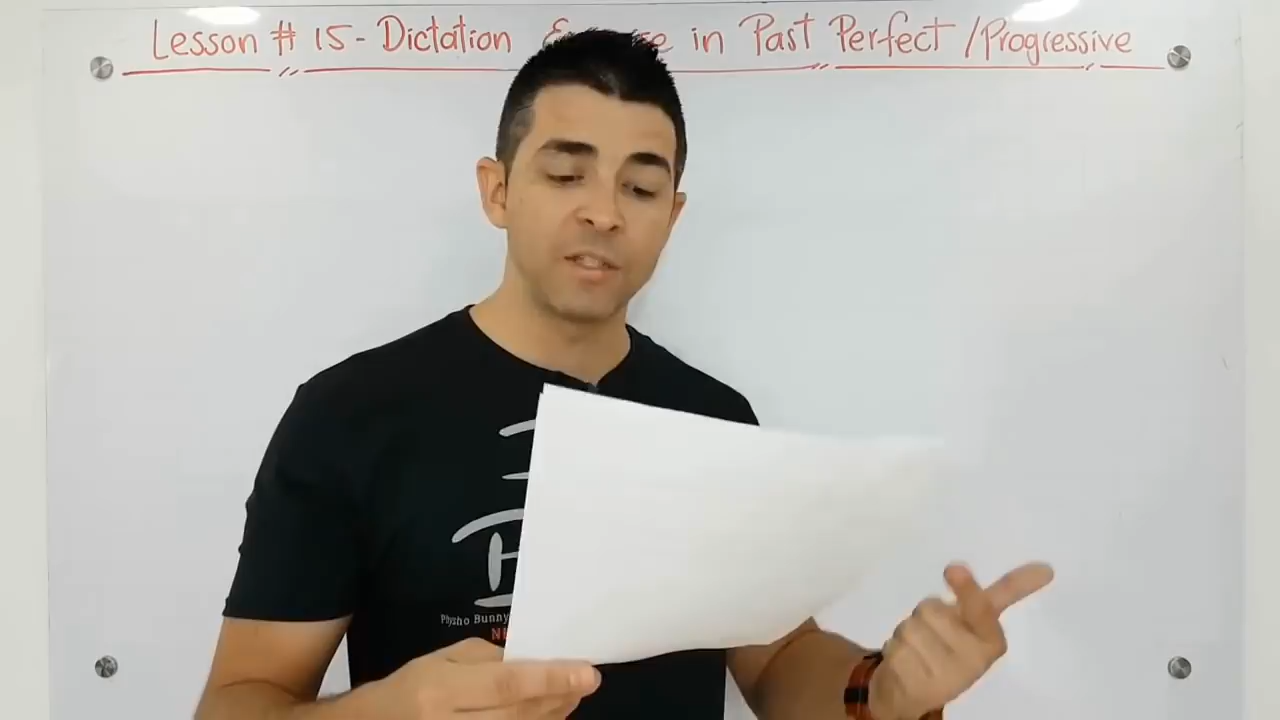 Lesson # 15 - Dictation in Past Perfect / Progressive
Physho Bunny